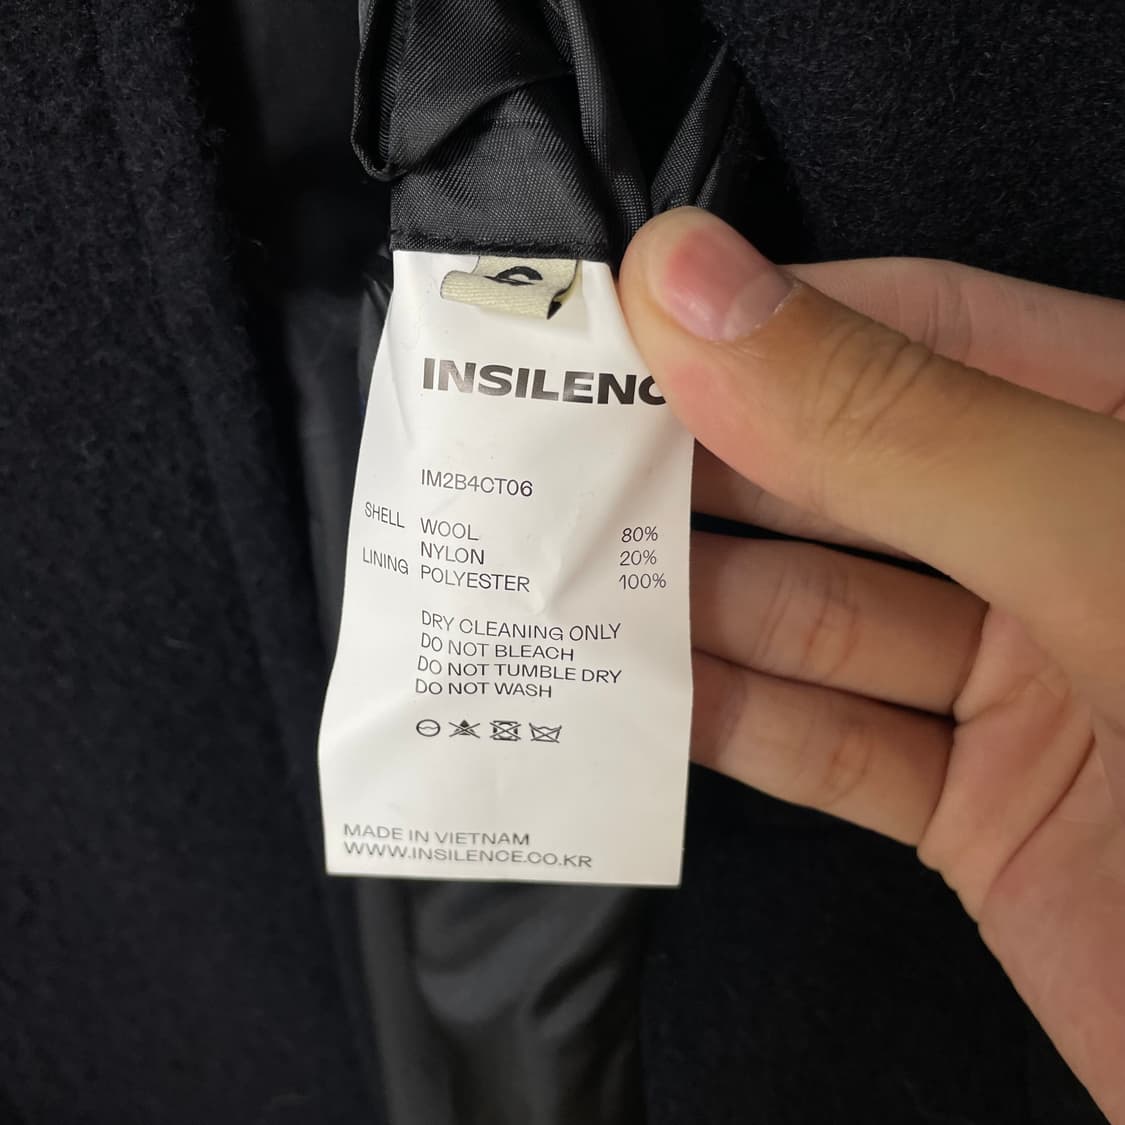 INSILENC
IM2B4CT06
SHELL WOOL 80%
NYLON 20%
LINING POLYESTER 100%
DRY CLEANING ONLY
DO NOT BLEACH
DO NOT TUMBLE DRY
DO NOT WASH
MADE IN VIETNAM
WWW.INSILENCE.CO.KR